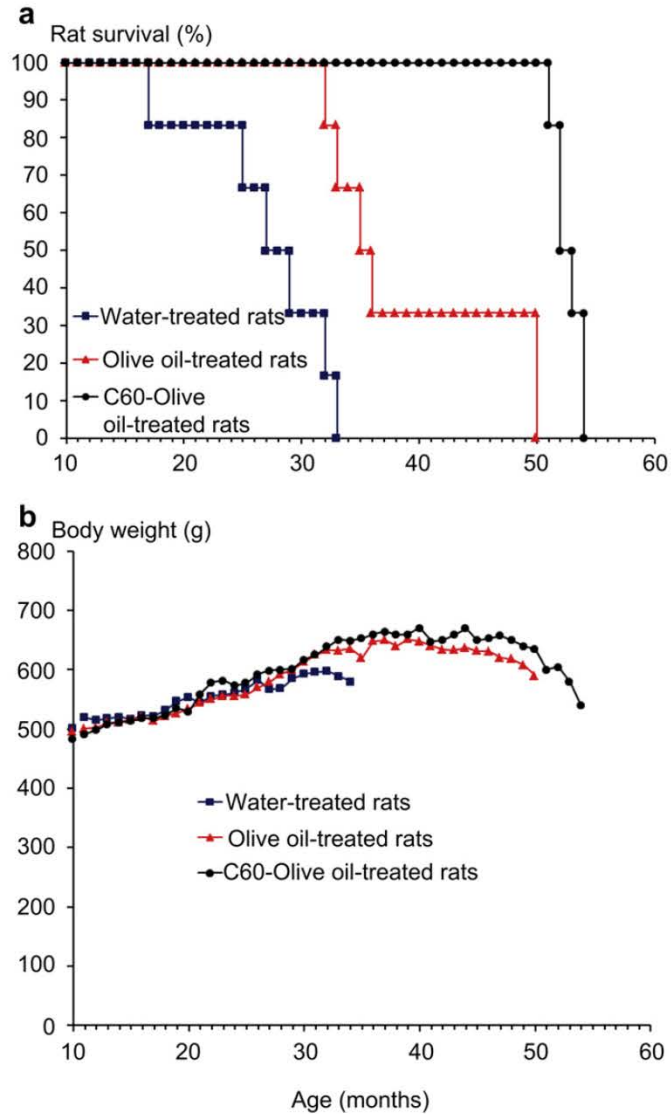 a
Rat survival (%)
100
90
80
70
60
50
40
30
20
10
0
Water-treated rats
Olive oil-treated rats
C60-Olive
oil-treated rats
10 20 30 40 50 60
b
Body weight (g)
800
700
600
500
400
300
200
100
0
Water-treated rats
Olive oil-treated rats
C60-Olive oil-treated rats
10 20 30 40 50 60
Age (months)